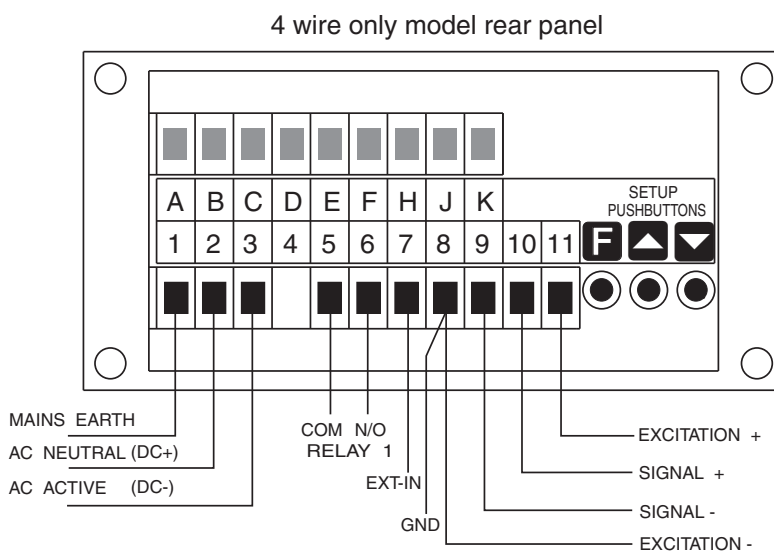 4 wire only model rear panel
A B C D E F H J K
SETUP
PUSHBUTTONS
1 2 3 4 5 6 7 8 9 10 11 F
MAINS EARTH
AC NEUTRAL (DC+)
AC ACTIVE (DC-)
COM N/O
RELAY 1
EXT-IN
GND
EXCITATION +
SIGNAL +
SIGNAL -
EXCITATION -